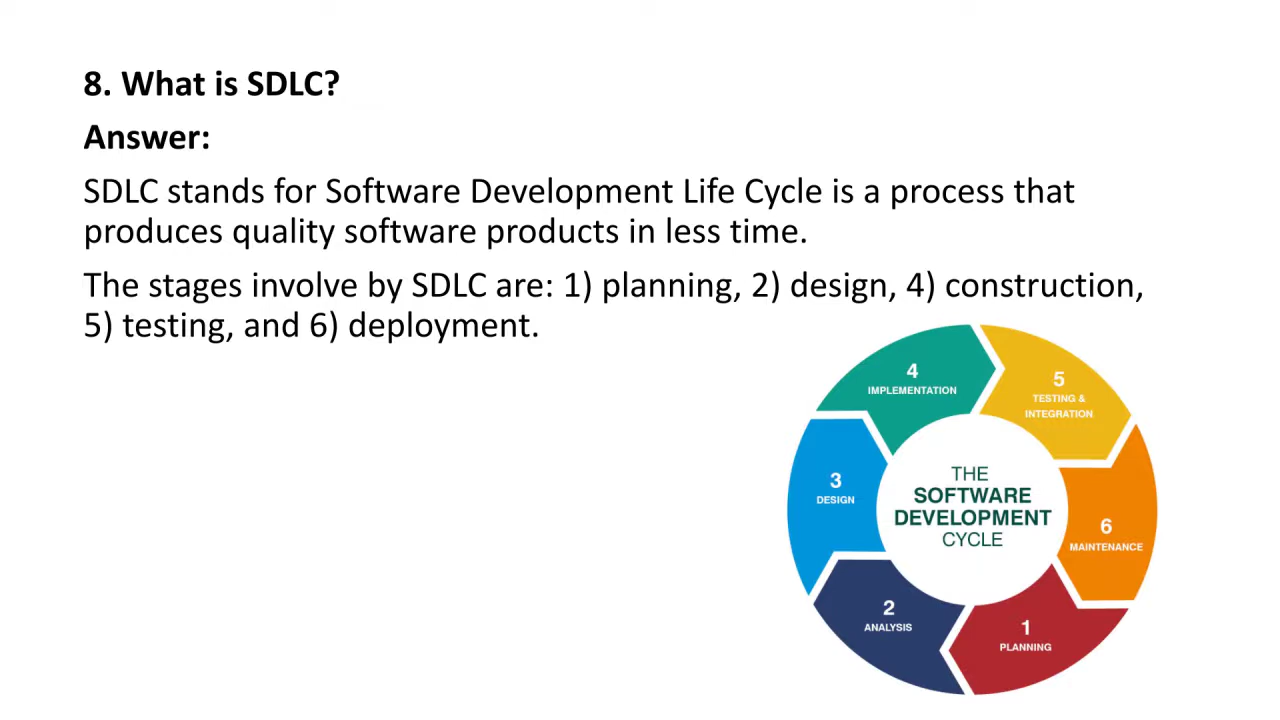 8. What is SDLC?
Answer:
SDLC stands for Software Development Life Cycle is a process that
produces quality software products in less time.
The stages involve by SDLC are: 1) planning, 2) design, 4) construction,
5) testing, and 6) deployment.
4
IMPLEMENTATION
5
TESTING &
INTEGRATION
3
DESIGN
THE
SOFTWARE
DEVELOPMENT
CYCLE
6
MAINTENANCE
2
ANALYSIS
1
PLANNING